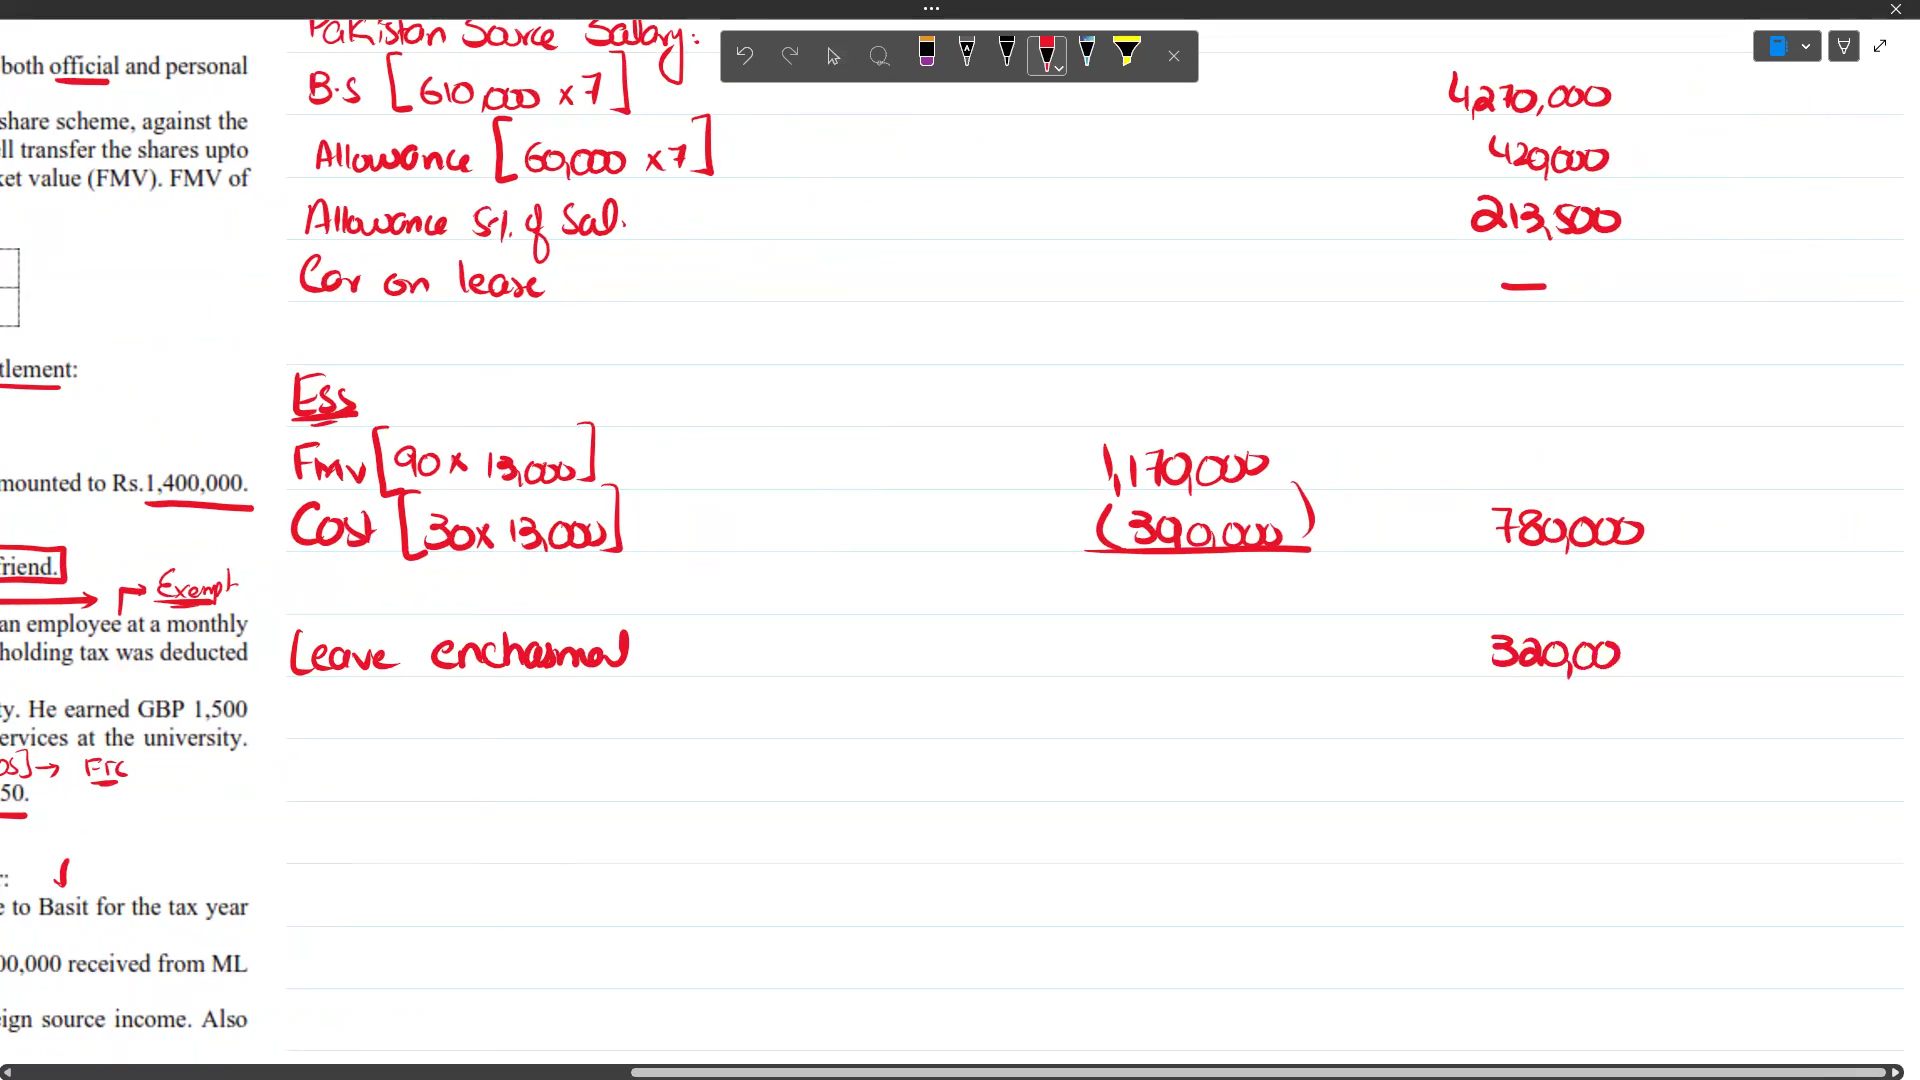 both official and personal
share scheme, against the
ll transfer the shares upto
ket value (FMV). FMV of
tlement:
mounted to Rs.1,400,000.
friend.
Exempt
an employee at a monthly
holding tax was deducted
ty. He earned GBP 1,500
ervices at the university.
os] → FTC
50.
r:
e to Basit for the tax year
00,000 received from ML
eign source income. Also
Pakistan Source Salary:
B.S [610,000 x 7] 4,270,000
Allowance [60,000 x 7] 420,000
Allowance 5% of Sal. 213,500
Car on lease —
Ess
FMV [90 x 13,000] 1,170,000
Cost [30 x 13,000] (390,000) 780,000
Leave 320,00